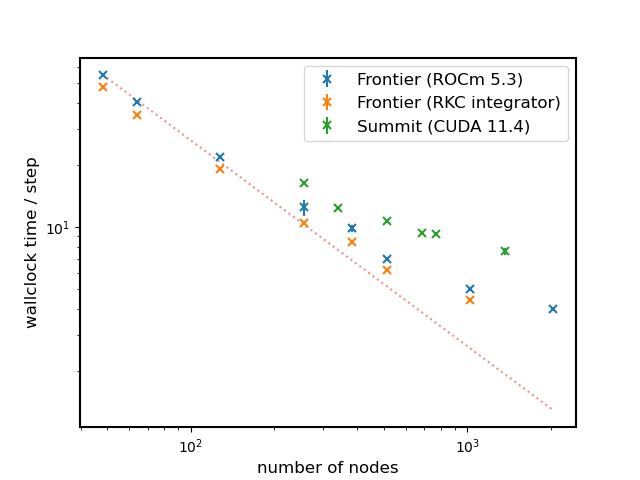 Frontier (ROCm 5.3)
Frontier (RKC integrator)
Summit (CUDA 11.4)
wallclock time / step
10¹
10² 10³
number of nodes